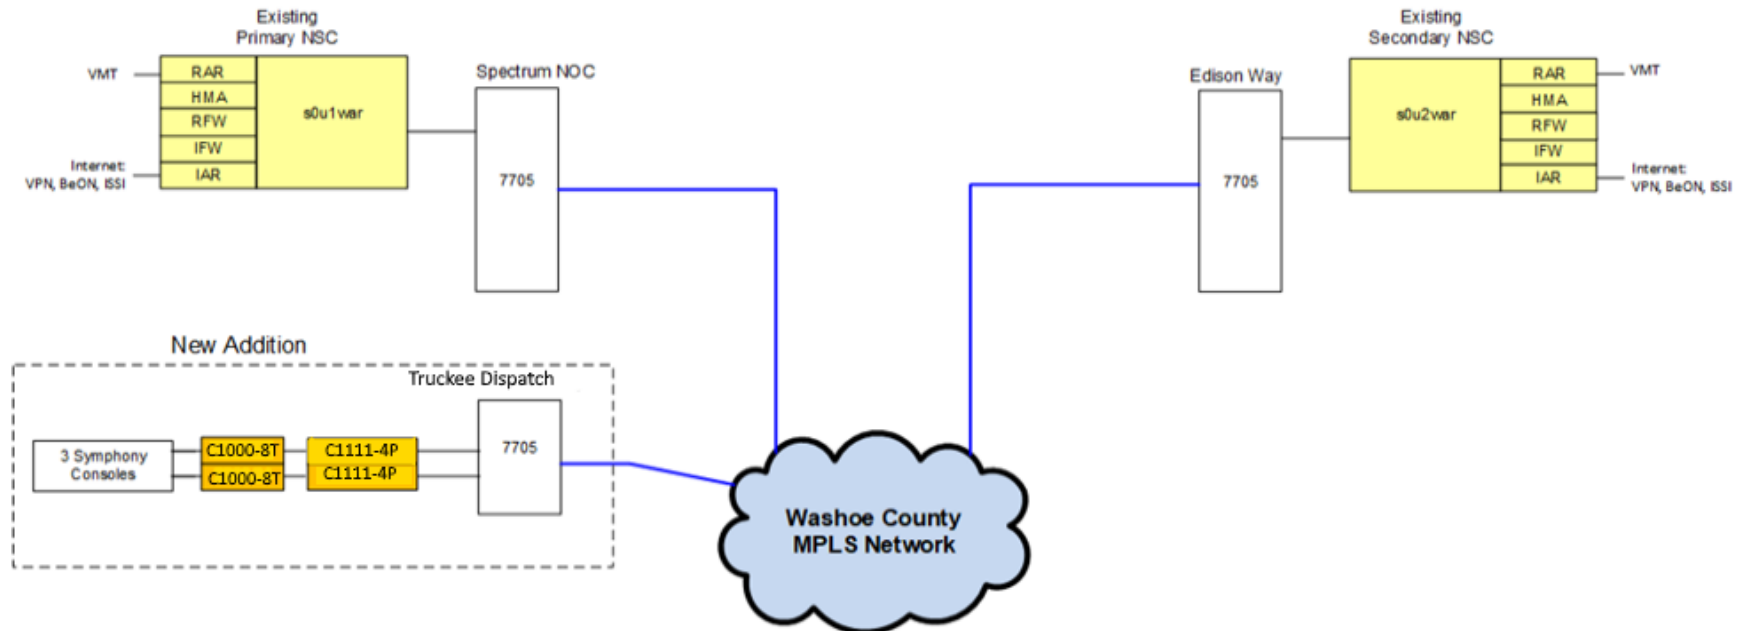 Existing
Primary NSC
VMT
RAR
HMA
RFW
IFW
IAR
s0u1war
Internet:
VPN, BeON, ISSI
Spectrum NOC
7705
Existing
Secondary NSC
Edison Way
7705
s0u2war
RAR
HMA
RFW
IFW
IAR
VMT
Internet:
VPN, BeON, ISSI
New Addition
Truckee Dispatch
3 Symphony
Consoles
C1000-8T
C1000-8T
C1111-4P
C1111-4P
7705
Washoe County
MPLS Network